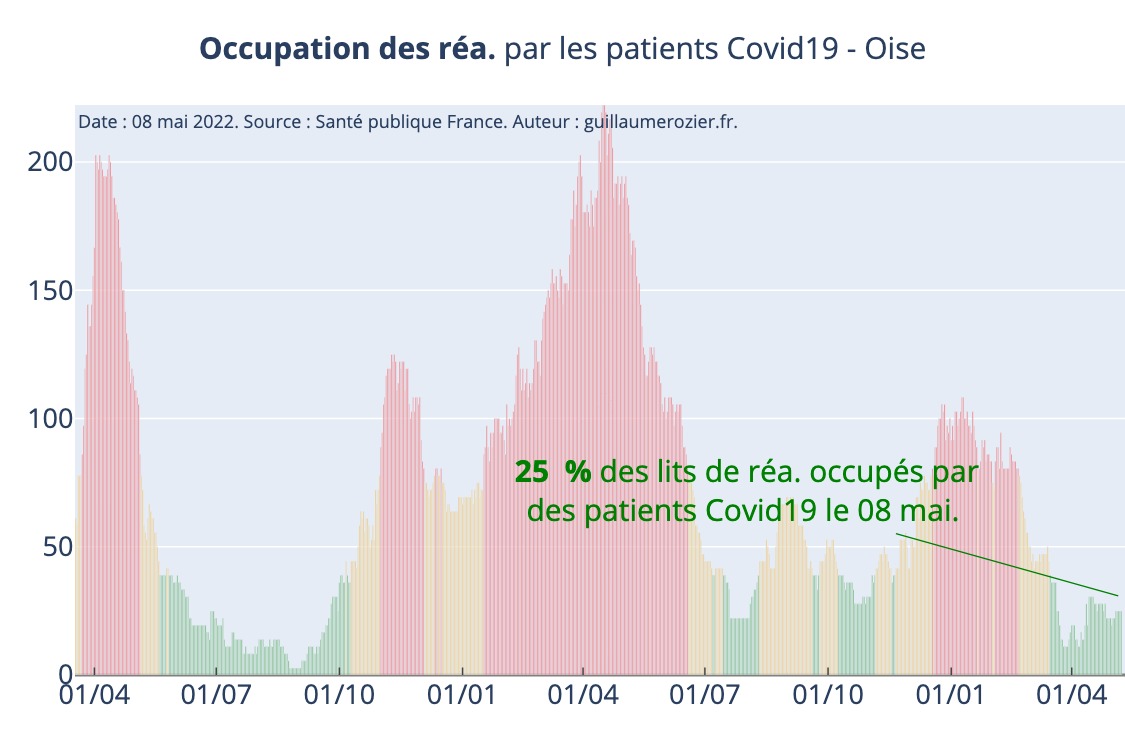 Occupation des réa. par les patients Covid19 - Oise
Date : 08 mai 2022. Source : Santé publique France. Auteur : guillaumerozier.fr.
200
150
100
50
0
25 % des lits de réa. occupés par
des patients Covid19 le 08 mai.
01/04 01/07 01/10 01/01 01/04 01/07 01/10 01/01 01/04